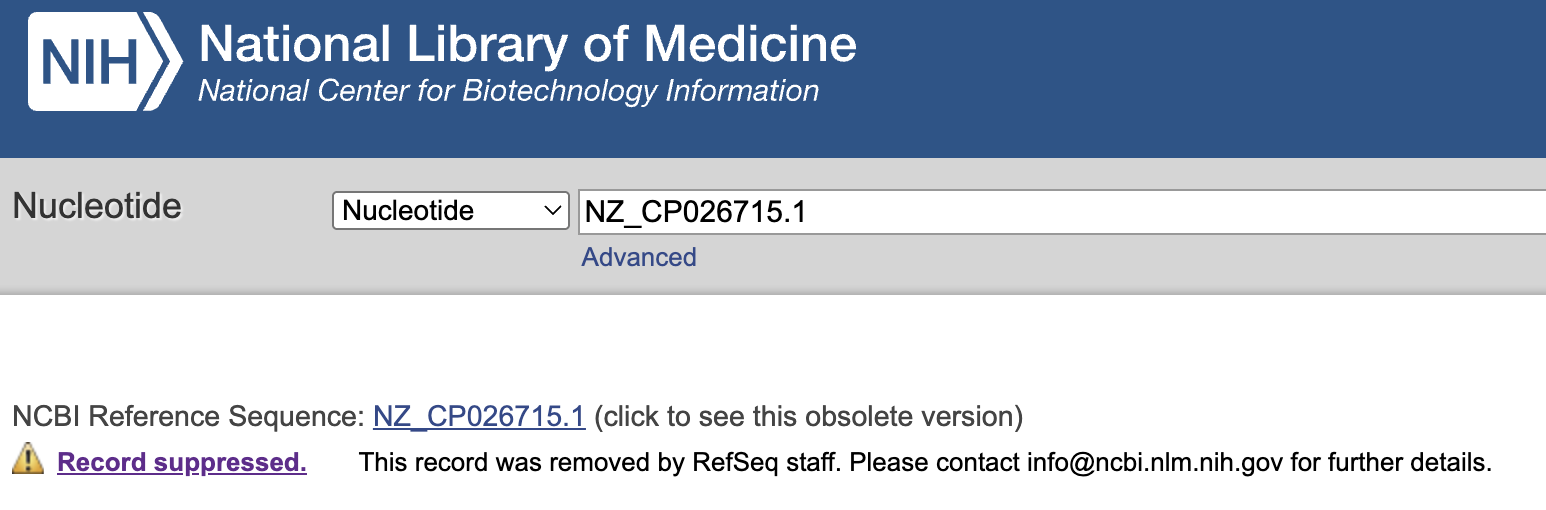 NIH National Library of Medicine
National Center for Biotechnology Information
Nucleotide Nucleotide NZ_CP026715.1
Advanced
NCBI Reference Sequence: NZ_CP026715.1 (click to see this obsolete version)
Record suppressed. This record was removed by RefSeq staff. Please contact info@ncbi.nlm.nih.gov for further details.